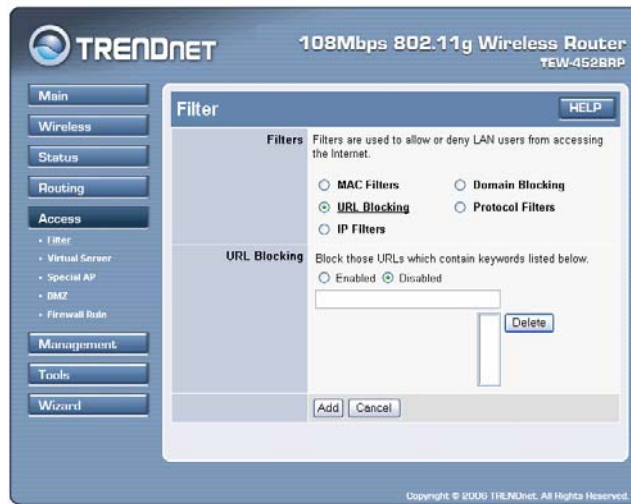 TRENDNET
108Mbps 802.11g Wireless Router
TEW-452BRP
Main
Wireless
Status
Routing
Access
Filter
Virtual Server
Special AP
DMZ
Firewall Rule
Management
Tools
Wizard
Filter
HELP
Filters
Filters are used to allow or deny LAN users from accessing
the Internet.
MAC Filters
Domain Blocking
URL Blocking
Protocol Filters
IP Filters
URL Blocking
Block those URLs which contain keywords listed below.
Enabled
Disabled
Delete
Add
Cancel
Copyright © 2006 TRENDnet. All Rights Reserved.